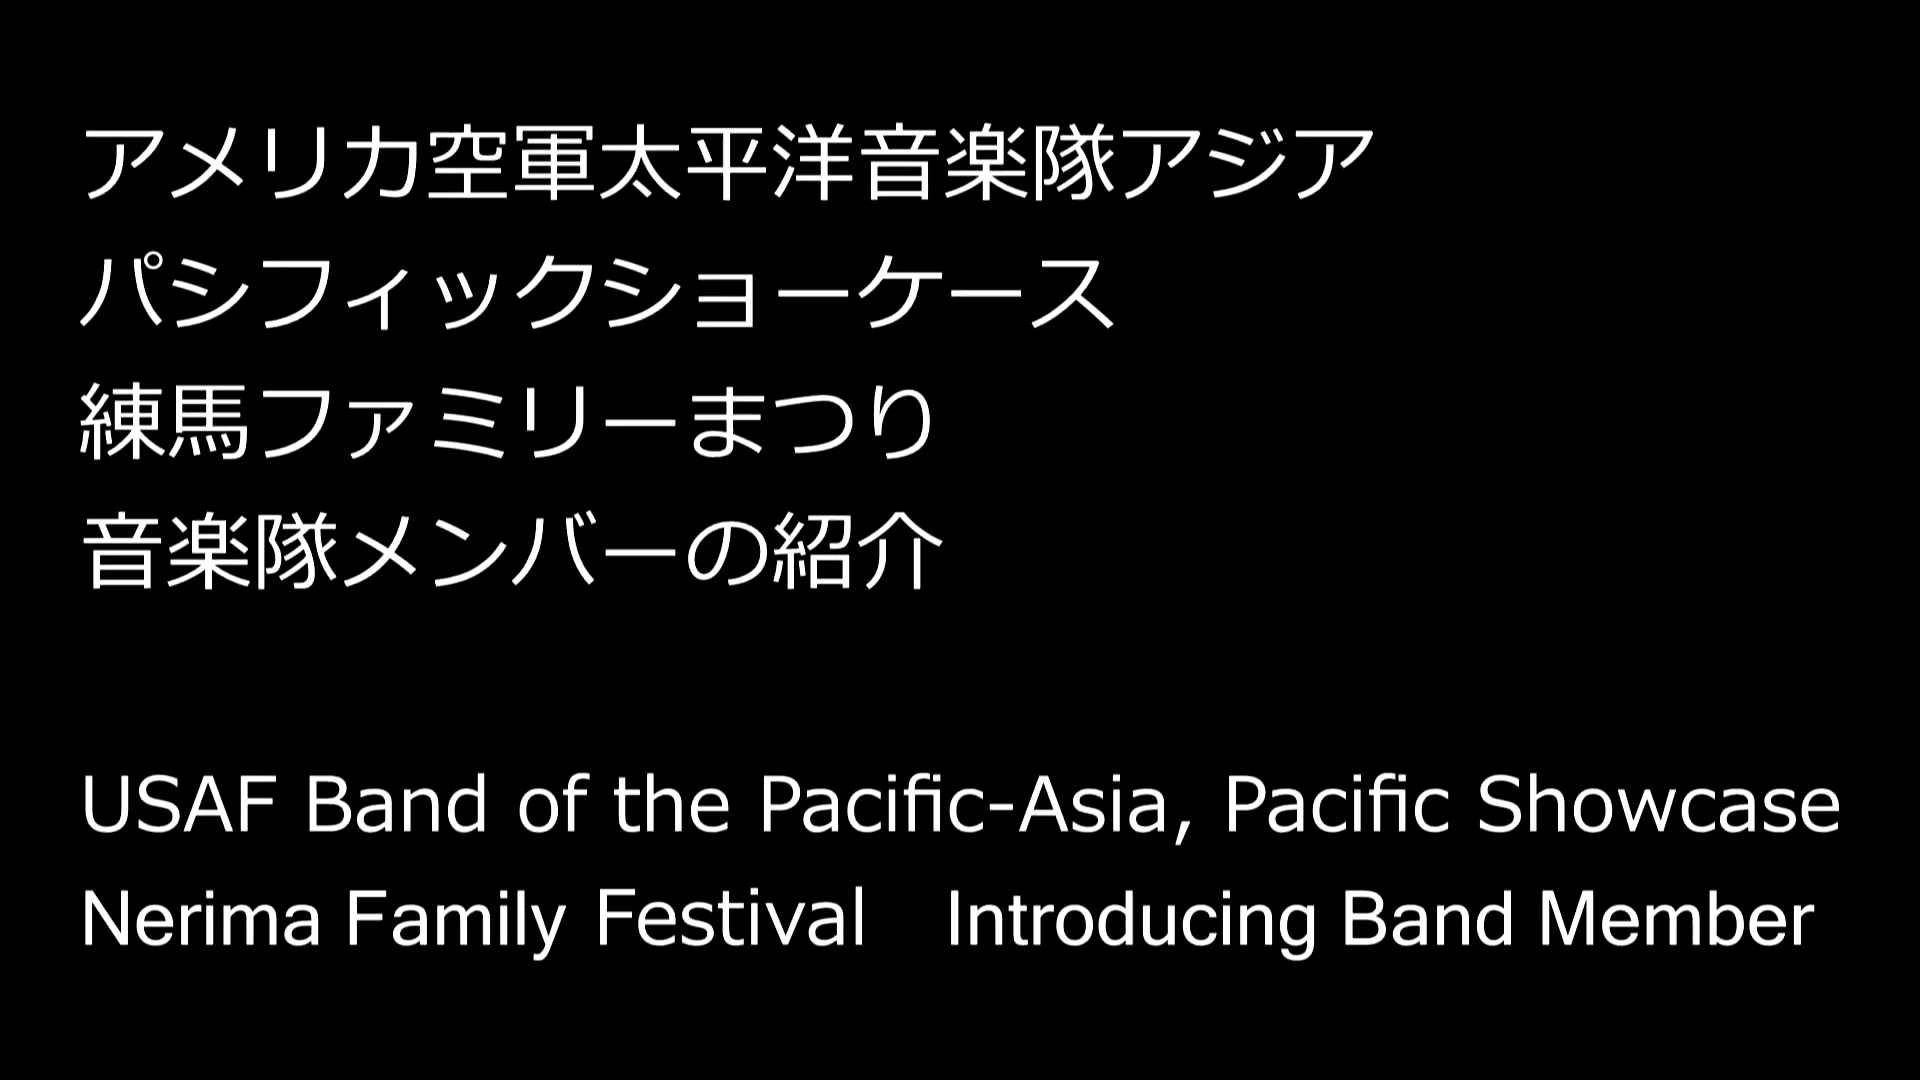 アメリカ空軍太平洋音楽隊アジア
パシフィックショーケース
練馬ファミリーまつり
音楽隊メンバーの紹介
USAF Band of the Pacific-Asia, Pacific Showcase
Nerima Family Festival　Introducing Band Member